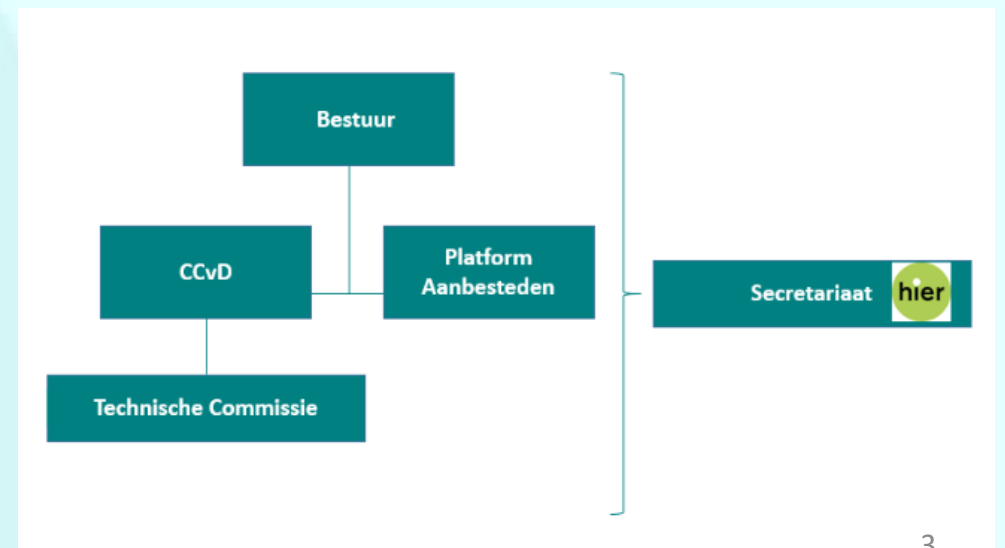 Bestuur
CCvD
Platform
Aanbesteden
Secretariaat
hier
Technische Commissie
3